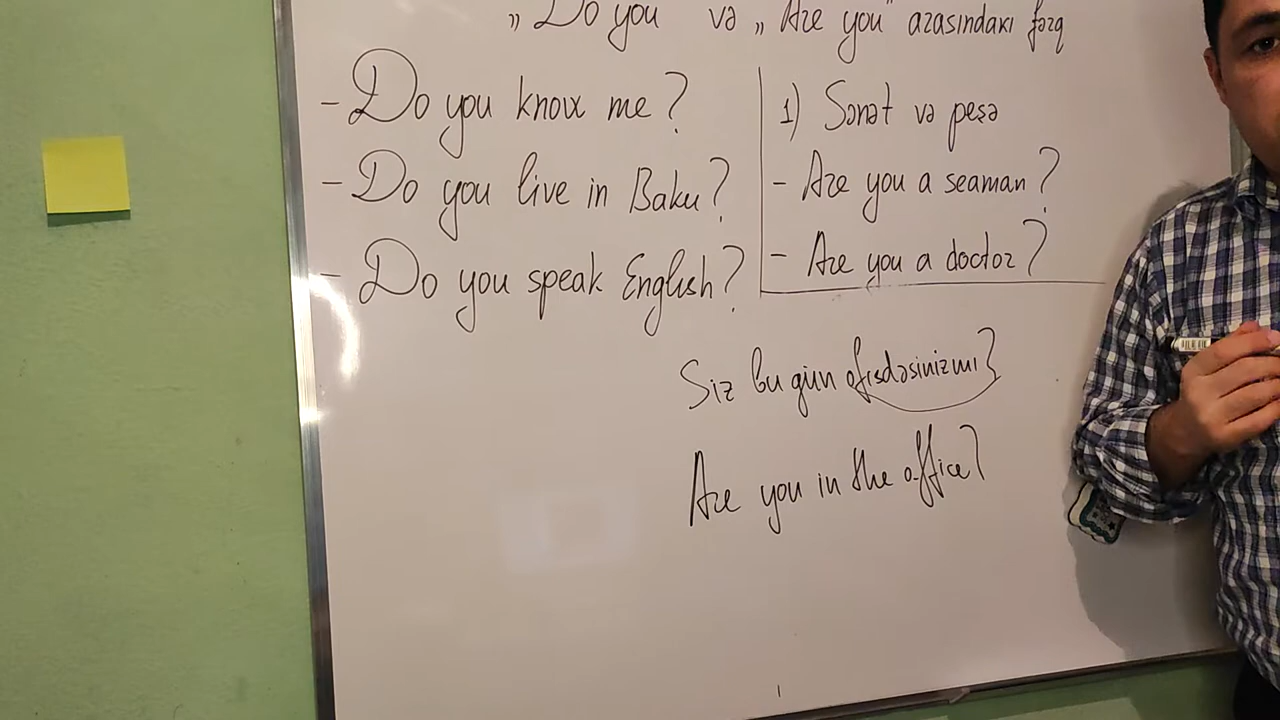 „Do you və „Are you" arasındakı fərq
- Do you know me?
- Do you live in Baku?
- Do you speak English?
1) Sənət və peşə
- Are you a seaman?
- Are you a doctor?
Siz bu gün ofisdəsinizmi?
Are you in the office?